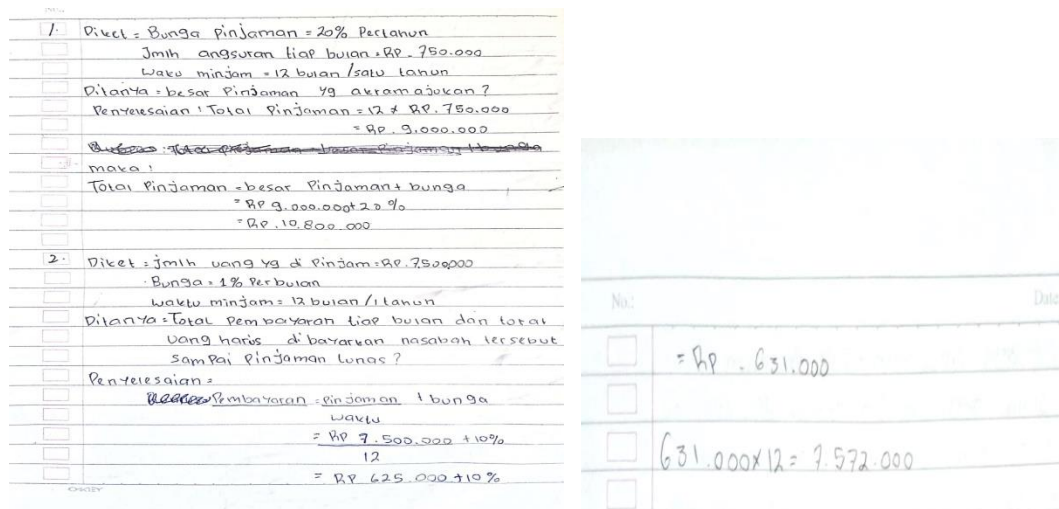 1. Diket = Bunga Pinjaman = 20% Pertahun
Jmlh angsuran tiap bulan = RP. 750.000
Waktu minjam = 12 bulan / satu tahun
Ditanya = besar Pinjaman yg akramajukan?
Penyelesaian : Total Pinjaman = 12 x RP. 750.000
= RP. 9.000.000
maka :
Total Pinjaman = besar Pinjaman + bunga
= RP 9.000.000 + 20%
= RP. 10.800.000
2. Diket = jmlh uang yg di Pinjam = RP. 7.500.000
Bunga = 1% Perbulan
waktu minjam = 12 bulan / 1 tahun
Ditanya = Total Pembayaran tiap bulan dan total
uang harus dibayarkan nasabah tersebut
sampai Pinjaman lunas?
Penyelesaian =
Pembayaran = Pinjaman + bunga
waktu
= RP 7.500.000 + 10%
12
= RP 625.000 + 10%
No.:
Date
= RP. 631.000
631.000 x 12 = 7.572.000